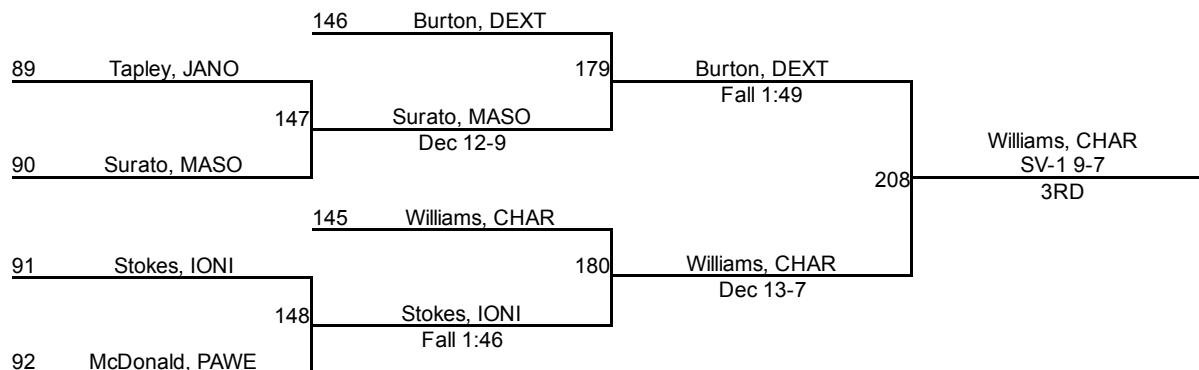 146 Burton, DEXT
89 Tapley, JANO
179 Burton, DEXT
Fall 1:49
147 Surato, MASO
Dec 12-9
90 Surato, MASO
208 Williams, CHAR
SV-1 9-7
3RD
145 Williams, CHAR
91 Stokes, IONI
180 Williams, CHAR
Dec 13-7
148 Stokes, IONI
Fall 1:46
92 McDonald, PAWE